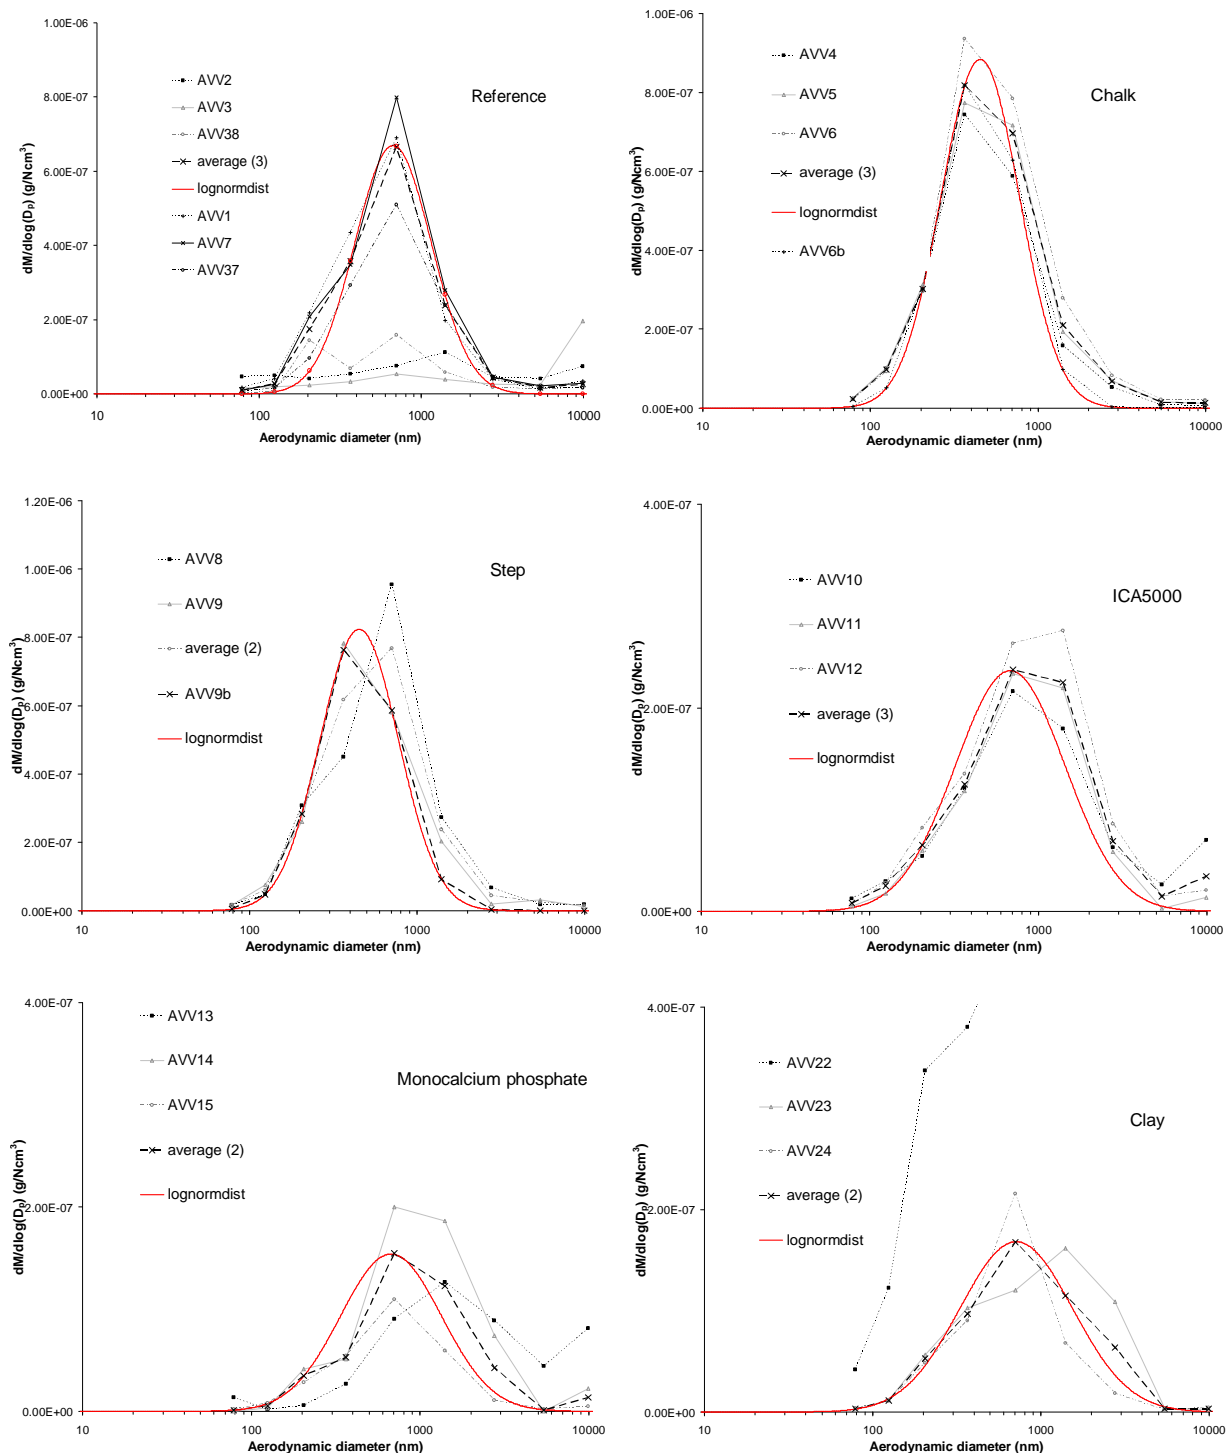 Reference
dM/dlog(Dp) (g/Ncm³)
1.00E-06
8.00E-07
6.00E-07
4.00E-07
2.00E-07
0.00E+00
AVV2
AVV3
AVV38
average (3)
lognormdist
AVV1
AVV7
AVV37
10 100 1000 10000
Aerodynamic diameter (nm)
Chalk
dM/dlog(Dp) (g/Ncm³)
8.00E-07
6.00E-07
4.00E-07
2.00E-07
0.00E+00
AVV4
AVV5
AVV6
average (3)
lognormdist
AVV6b
10 100 1000 10000
Aerodynamic diameter (nm)
Step
dM/dlog(Dp) (g/Ncm³)
1.20E-06
1.00E-06
8.00E-07
6.00E-07
4.00E-07
2.00E-07
0.00E+00
AVV8
AVV9
average (2)
AVV9b
lognormdist
10 100 1000 10000
Aerodynamic diameter (nm)
ICA5000
dM/dlog(Dp) (g/Ncm³)
4.00E-07
2.00E-07
0.00E+00
AVV10
AVV11
AVV12
average (3)
lognormdist
10 100 1000 10000
Aerodynamic diameter (nm)
Monocalcium phosphate
dM/dlog(Dp) (g/Ncm³)
4.00E-07
2.00E-07
0.00E+00
AVV13
AVV14
AVV15
average (2)
lognormdist
10 100 1000 10000
Aerodynamic diameter (nm)
Clay
dM/dlog(Dp) (g/Ncm³)
4.00E-07
2.00E-07
0.00E+00
AVV22
AVV23
AVV24
average (2)
lognormdist
10 100 1000 10000
Aerodynamic diameter (nm)